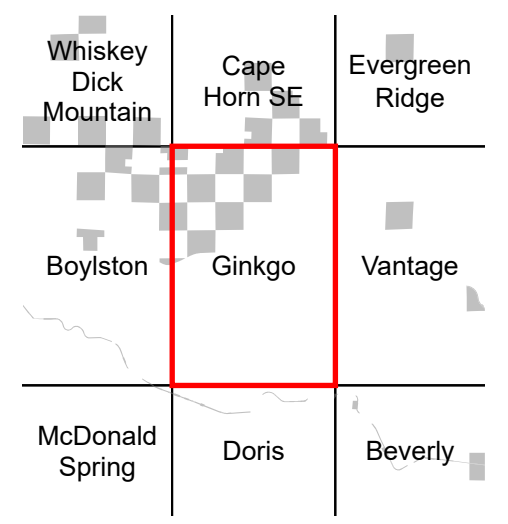 Whiskey
Dick
Mountain
Cape
Horn SE
Evergreen
Ridge
Boylston
Ginkgo
Vantage
McDonald
Spring
Doris
Beverly